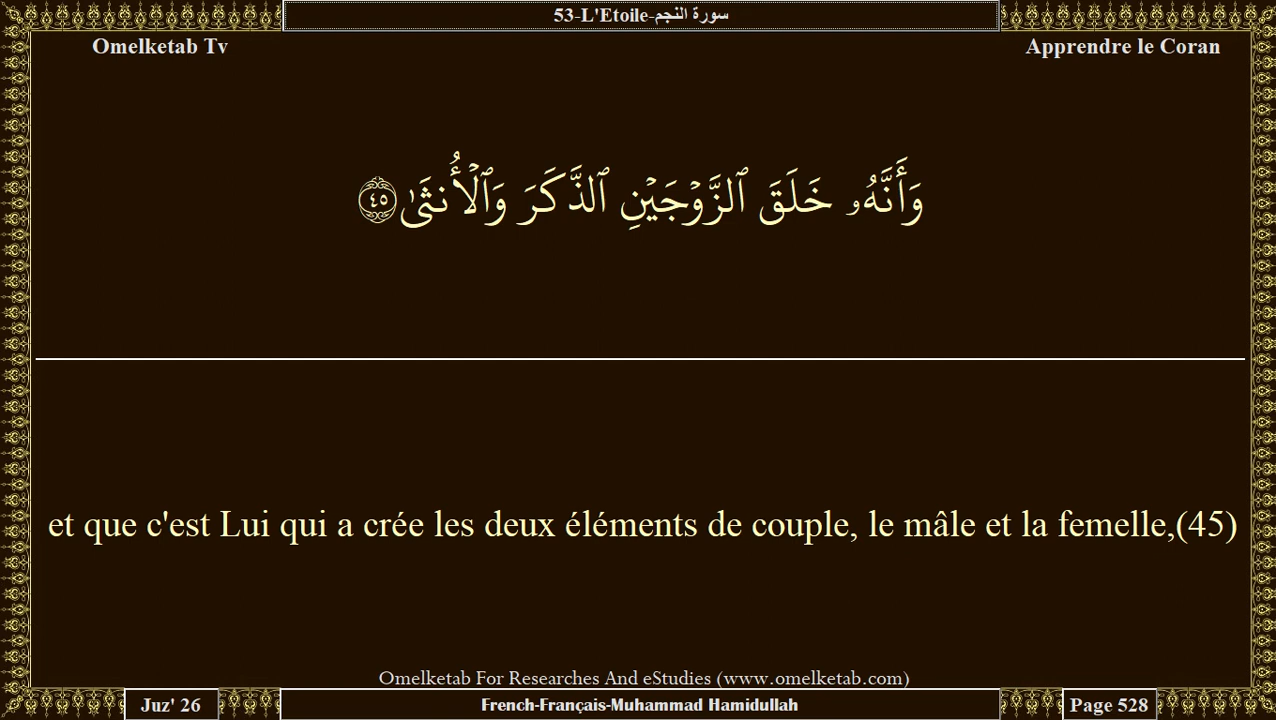 53-L'Etoile-سورة النجم
Omelketab Tv
Apprendre le Coran
وَأَنَّهُۥ خَلَقَ ٱلزَّوْجَيْنِ ٱلذَّكَرَ وَٱلْأُنثَىٰ ٤٥
et que c'est Lui qui a crée les deux éléments de couple, le mâle et la femelle,(45)
Omelketab For Researches And eStudies (www.omelketab.com)
Juz' 26
French-Français-Muhammad Hamidullah
Page 528